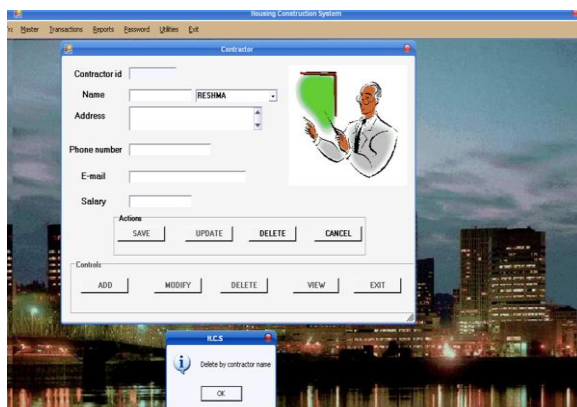 Housing Construction System
Master Transactions Reports Password Utilities Exit
Contractor
Contractor id
Name RESHMA
Address
Phone number
E-mail
Salary
Actions
SAVE UPDATE DELETE CANCEL
Controls
ADD MODIFY DELETE VIEW EXIT
H.C.S
Delete by contractor name
OK